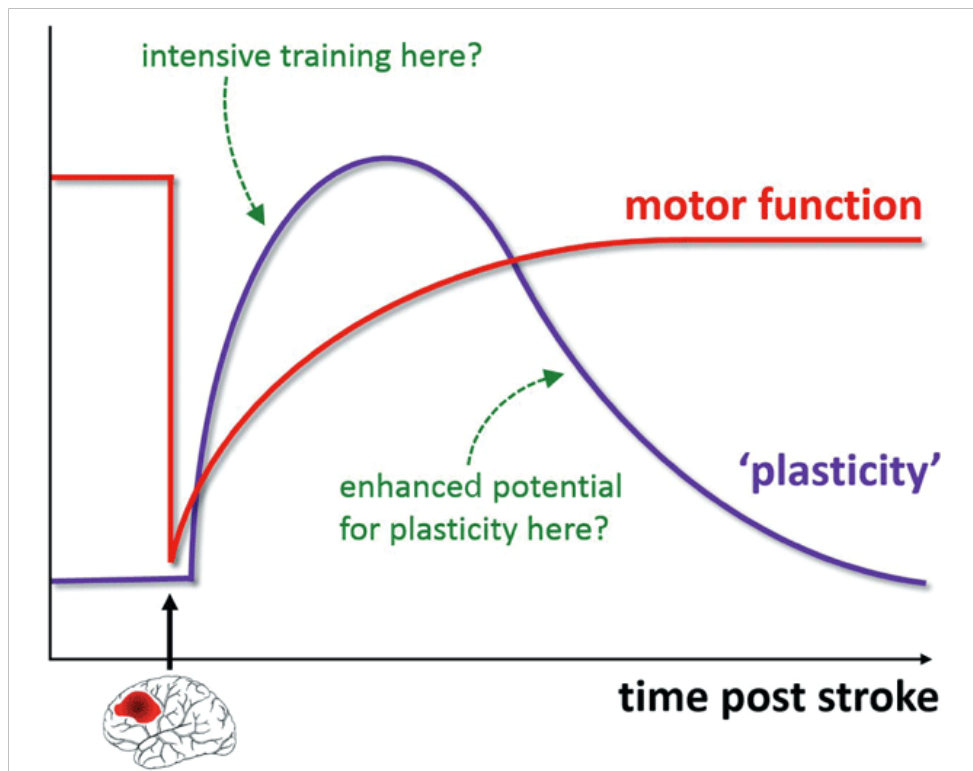 intensive training here?
motor function
'plasticity'
enhanced potential
for plasticity here?
time post stroke